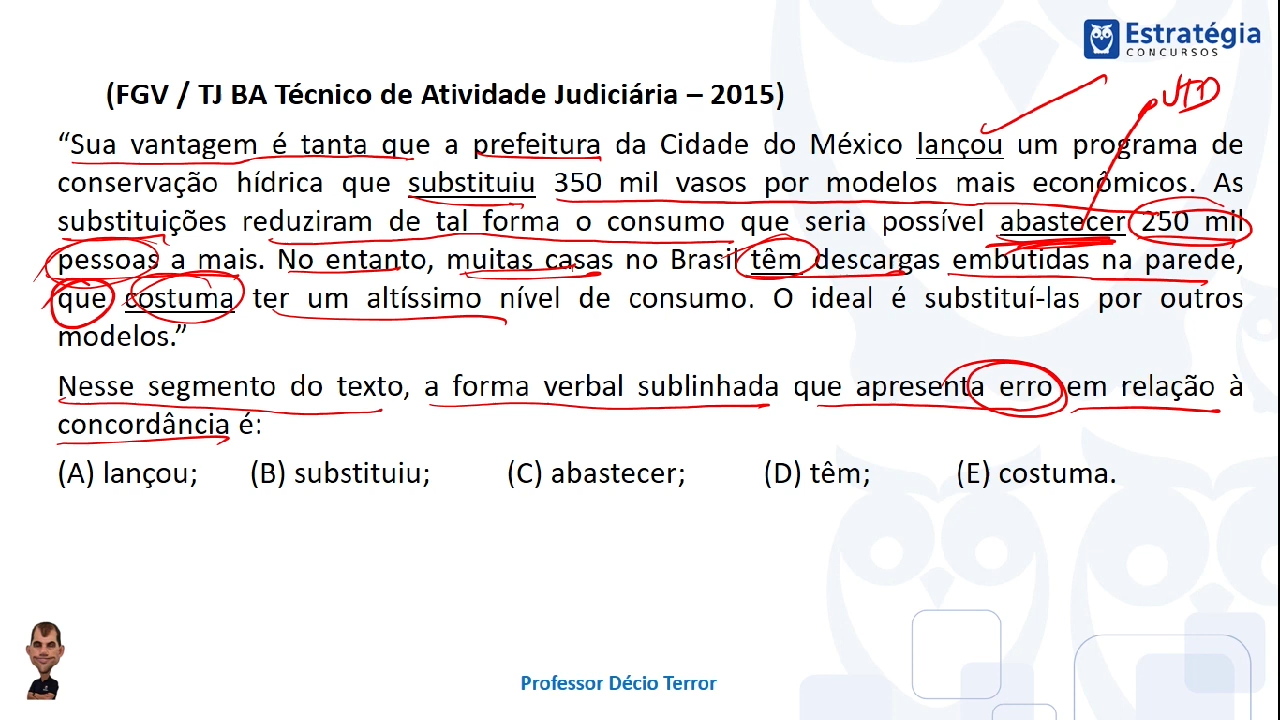 Estratégia
CONCURSOS
(FGV / TJ BA Técnico de Atividade Judiciária – 2015)
VTD
“Sua vantagem é tanta que a prefeitura da Cidade do México lançou um programa de
conservação hídrica que substituiu 350 mil vasos por modelos mais econômicos. As
substituições reduziram de tal forma o consumo que seria possível abastecer 250 mil
pessoas a mais. No entanto, muitas casas no Brasil têm descargas embutidas na parede,
que costuma ter um altíssimo nível de consumo. O ideal é substituí-las por outros
modelos.”
Nesse segmento do texto, a forma verbal sublinhada que apresenta erro em relação à
concordância é:
(A) lançou; (B) substituiu; (C) abastecer; (D) têm; (E) costuma.
Professor Décio Terror